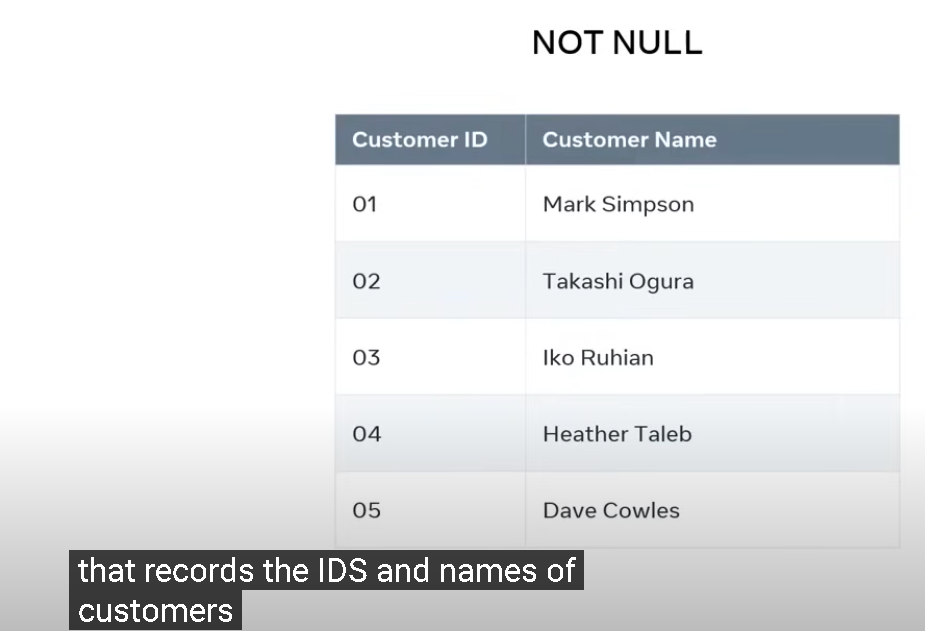 NOT NULL
Customer ID Customer Name
01 Mark Simpson
02 Takashi Ogura
03 Iko Ruhian
04 Heather Taleb
05 Dave Cowles
that records the IDS and names of
customers